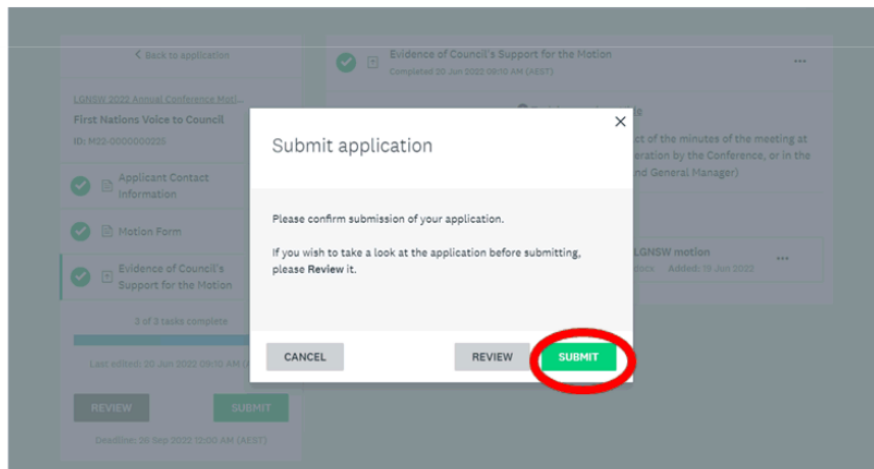 Back to application
LGNSW 2022 Annual Conference Moti...
First Nations Voice to Council
ID: M22-0000000225
Applicant Contact
Information
Motion Form
Evidence of Council's
Support for the Motion
3 of 3 tasks complete
Last edited: 20 Jun 2022 09:10 AM (A
REVIEW
SUBMIT
Deadline: 26 Sep 2022 12:00 AM (AEST)
Evidence of Council's Support for the Motion
Completed 20 Jun 2022 09:10 AM (AEST)
ct of the minutes of the meeting at
eration by the Conference, or in the
nd General Manager)
LGNSW motion
docx Added: 19 Jun 2022
Submit application
Please confirm submission of your application.
If you wish to take a look at the application before submitting,
please Review it.
CANCEL
REVIEW
SUBMIT